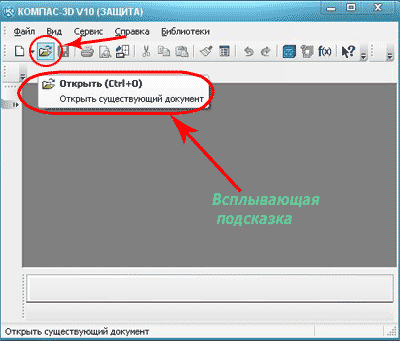 КОМПАС-3D V10 (ЗАЩИТА)
Файл Вид Сервис Справка Библиотеки
f(x)
Открыть (Ctrl+O)
Открыть существующий документ
Всплывающая
подсказка
Открыть существующий документ